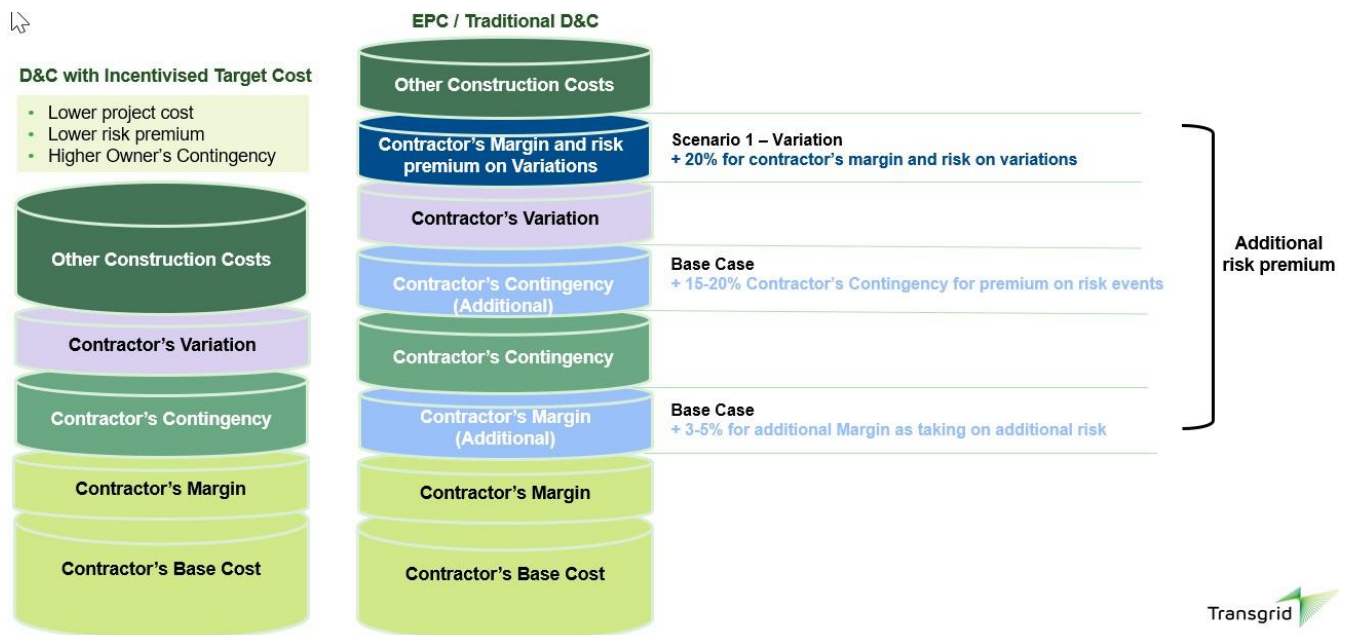 EPC / Traditional D&C
D&C with Incentivised Target Cost
• Lower project cost
• Lower risk premium
• Higher Owner’s Contingency
Other Construction Costs
Contractor’s Variation
Contractor’s Contingency
Contractor’s Margin
Contractor’s Base Cost
Other Construction Costs
Contractor’s Margin and risk
premium on Variations
Contractor’s Variation
Contractor’s Contingency
(Additional)
Contractor’s Contingency
Contractor’s Margin
(Additional)
Contractor’s Margin
Contractor’s Base Cost
Scenario 1 – Variation
+ 20% for contractor’s margin and risk on variations
Base Case
+ 15-20% Contractor’s Contingency for premium on risk events
Base Case
+ 3-5% for additional Margin as taking on additional risk
Additional
risk premium
Transgrid